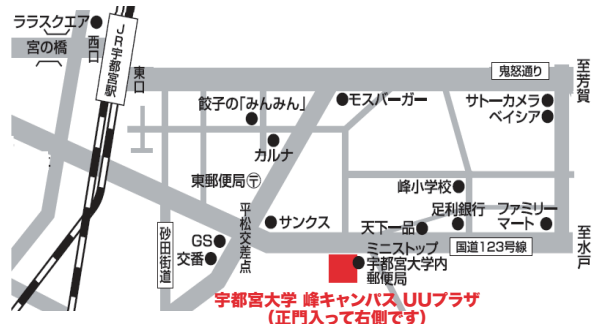 ララスクエア
宮の橋
西口
JR宇都宮駅
東口
鬼怒通り
至芳賀
餃子の「みんみん」
モスバーガー
サトーカメラ
ベイシア
カルナ
東郵便局〒
峰小学校
平松交差点
サンクス
天下一品
足利銀行
ファミリー
マート
砂田街道
GS
交番
ミニストップ
宇都宮大学内
郵便局
国道123号線
至水戸
宇都宮大学 峰キャンパス UUプラザ
（正門入って右側です）